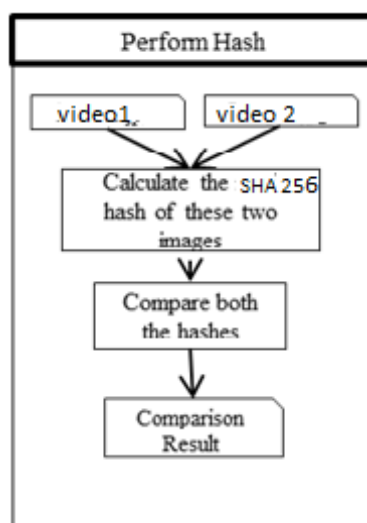 Perform Hash
video1
video 2
Calculate the SHA 256
hash of these two
images
Compare both
the hashes
Comparison
Result